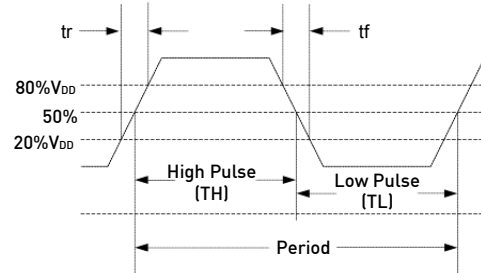 tr
tf
80%VDD
50%
20%VDD
High Pulse
(TH)
Low Pulse
(TL)
Period